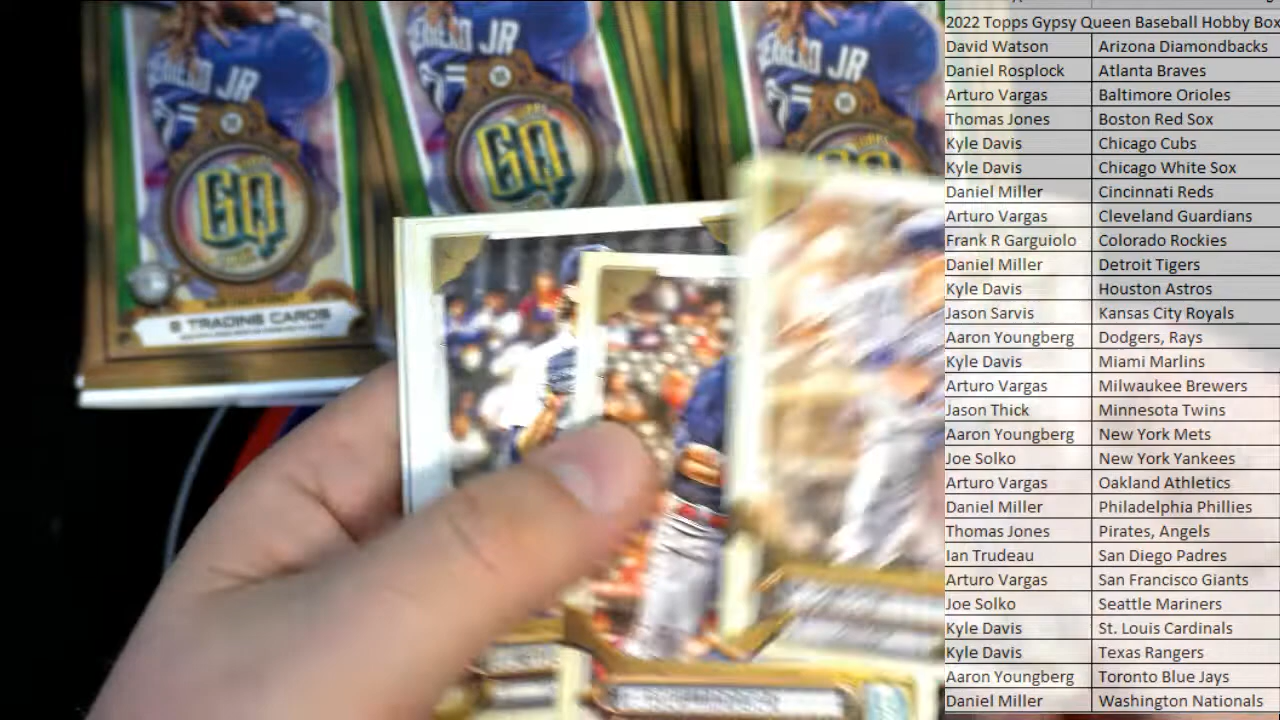 2022 Topps Gypsy Queen Baseball Hobby Box
David Watson Arizona Diamondbacks
Daniel Rosplock Atlanta Braves
Arturo Vargas Baltimore Orioles
Thomas Jones Boston Red Sox
Kyle Davis Chicago Cubs
Kyle Davis Chicago White Sox
Daniel Miller Cincinnati Reds
Arturo Vargas Cleveland Guardians
Frank R Garguiolo Colorado Rockies
Daniel Miller Detroit Tigers
Kyle Davis Houston Astros
Jason Sarvis Kansas City Royals
Aaron Youngberg Dodgers, Rays
Kyle Davis Miami Marlins
Arturo Vargas Milwaukee Brewers
Jason Thick Minnesota Twins
Aaron Youngberg New York Mets
Joe Solko New York Yankees
Arturo Vargas Oakland Athletics
Daniel Miller Philadelphia Phillies
Thomas Jones Pirates, Angels
Ian Trudeau San Diego Padres
Arturo Vargas San Francisco Giants
Joe Solko Seattle Mariners
Kyle Davis St. Louis Cardinals
Kyle Davis Texas Rangers
Aaron Youngberg Toronto Blue Jays
Daniel Miller Washington Nationals
JR
GQ
8 TRADING CARDS
JR
GQ
JR